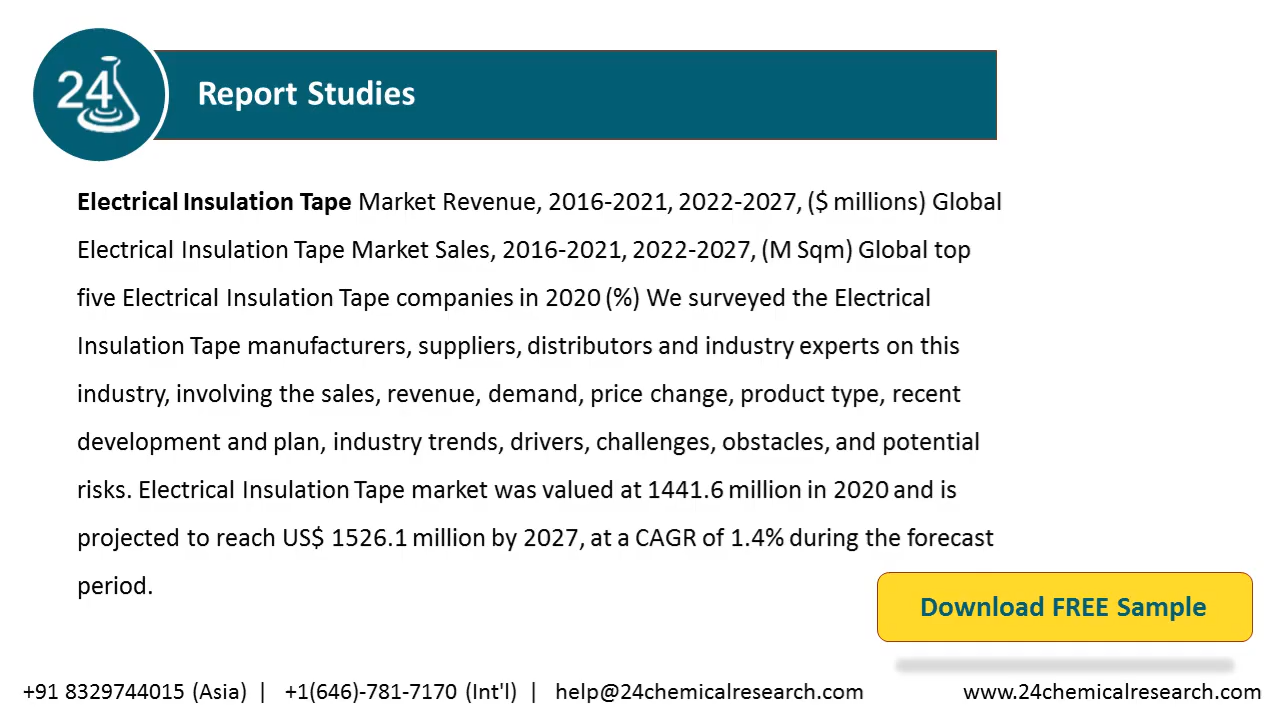 24
Report Studies
Electrical Insulation Tape Market Revenue, 2016-2021, 2022-2027, ($ millions) Global
Electrical Insulation Tape Market Sales, 2016-2021, 2022-2027, (M Sqm) Global top
five Electrical Insulation Tape companies in 2020 (%) We surveyed the Electrical
Insulation Tape manufacturers, suppliers, distributors and industry experts on this
industry, involving the sales, revenue, demand, price change, product type, recent
development and plan, industry trends, drivers, challenges, obstacles, and potential
risks. Electrical Insulation Tape market was valued at 1441.6 million in 2020 and is
projected to reach US$ 1526.1 million by 2027, at a CAGR of 1.4% during the forecast
period.
Download FREE Sample
+91 8329744015 (Asia) | +1(646)-781-7170 (Int'l) | help@24chemicalresearch.com www.24chemicalresearch.com